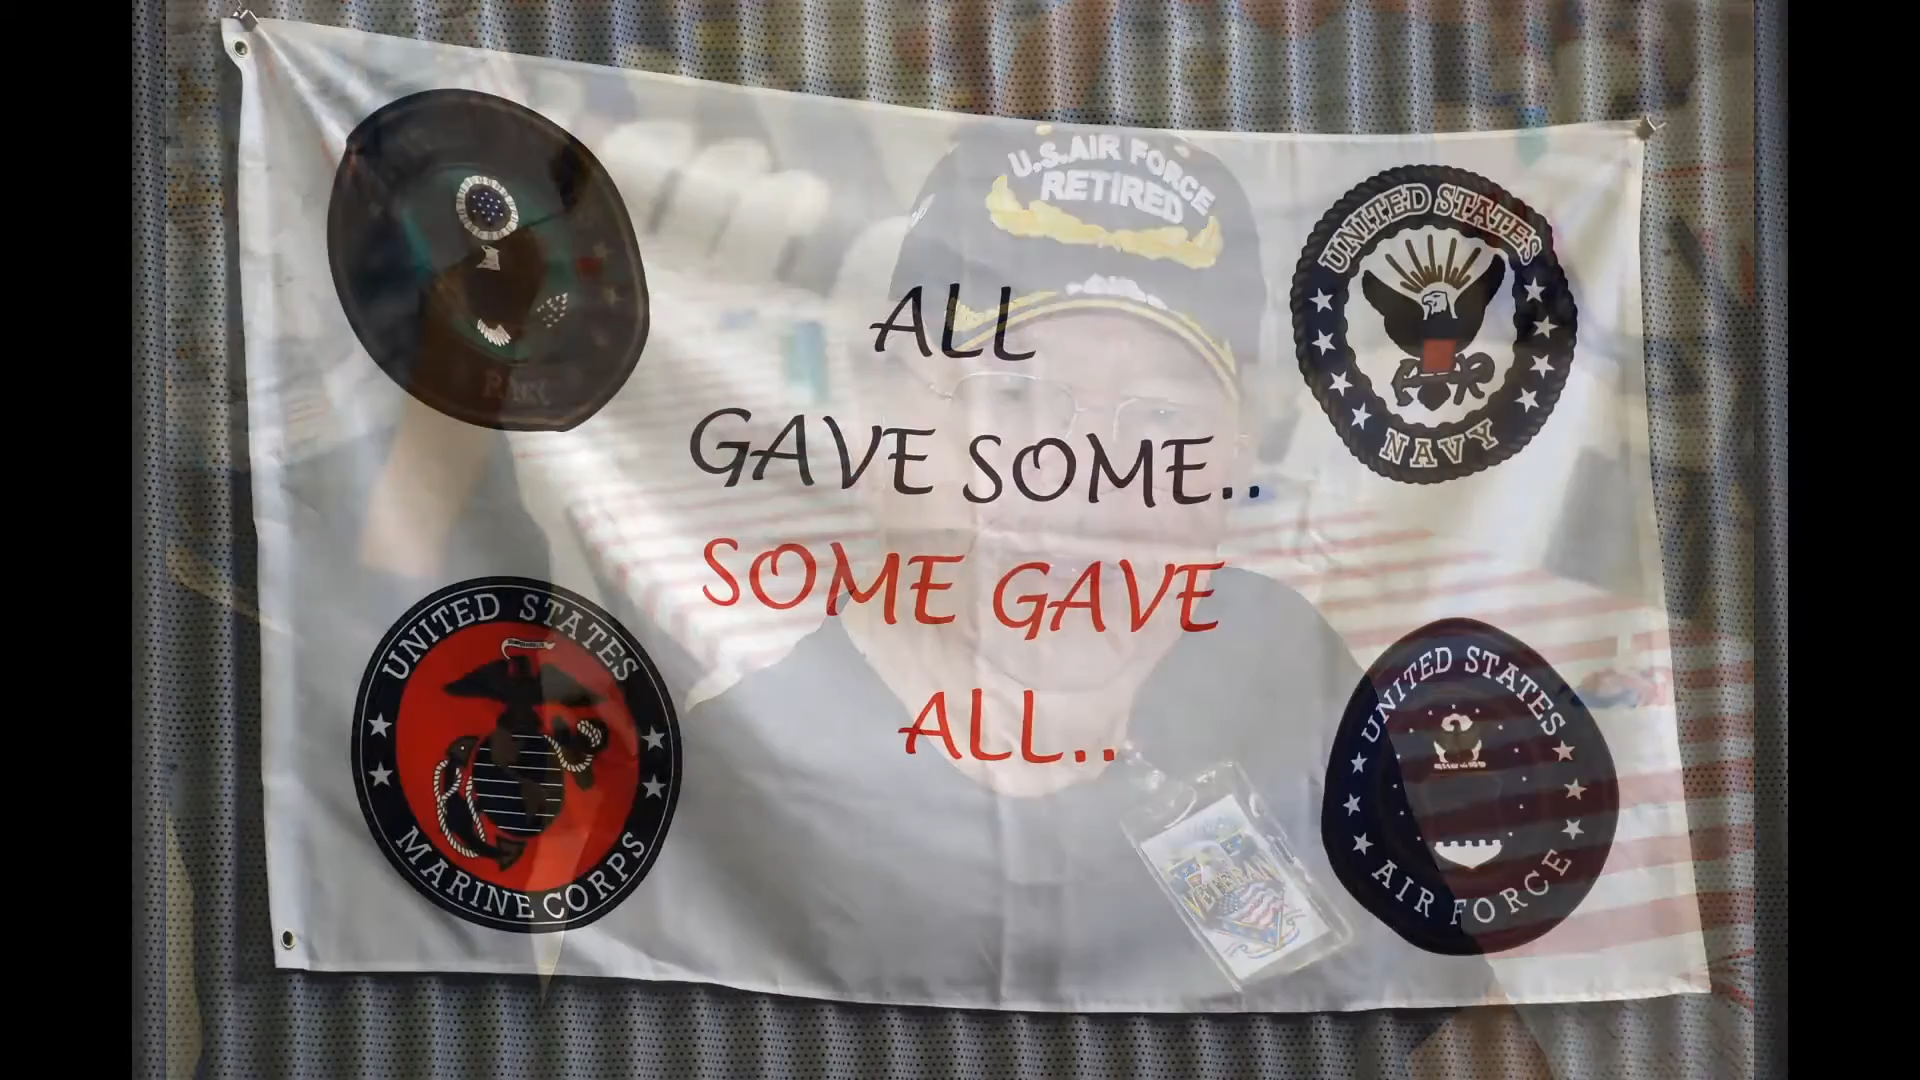 U.S. AIR FORCE
RETIRED
UNITED STATES
NAVY
ALL
GAVE SOME..
SOME GAVE
ALL..
UNITED STATES
MARINE CORPS
UNITED STATES
AIR FORCE
VETERAN